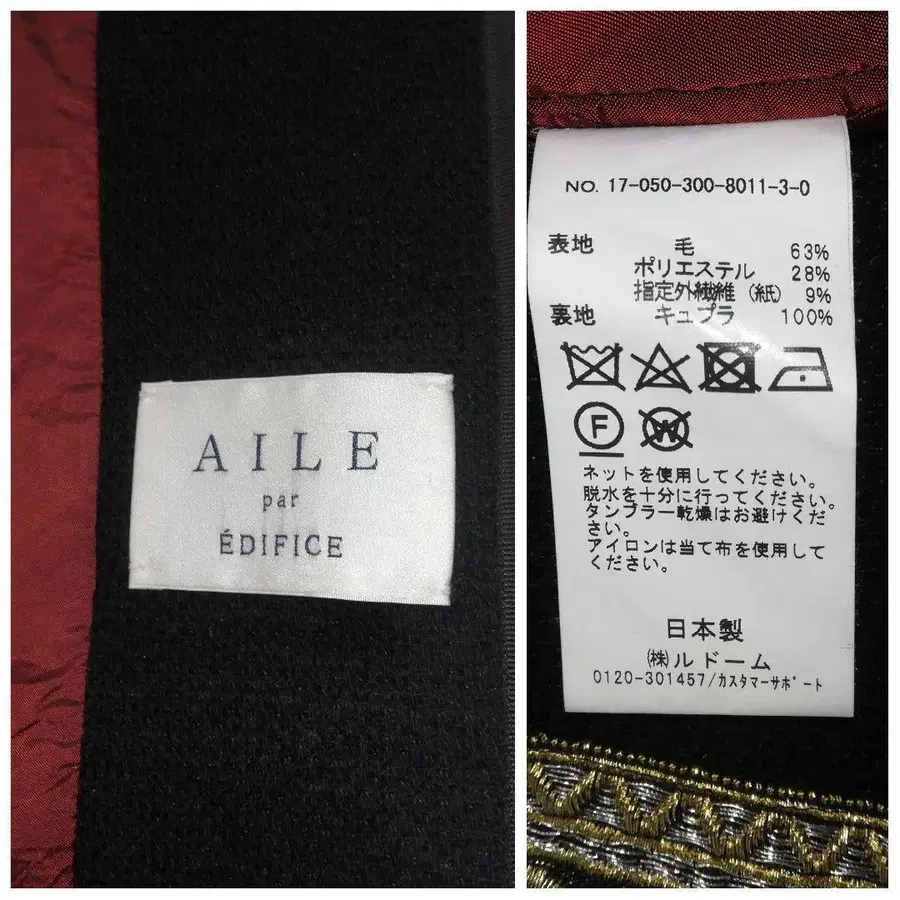 AILE
par
ÉDIFICE
NO. 17-050-300-8011-3-0
表地 毛 63%
ポリエステル 28%
指定外繊維（紙） 9%
裏地 キュプラ 100%
F W
ネットを使用してください。
脱水を十分に行ってください。
タンブラー乾燥はお避けくだ
さい。
アイロンは当て布を使用して
ください。
日本製
㈱ルドーム
0120-301457/カスタマーサポート